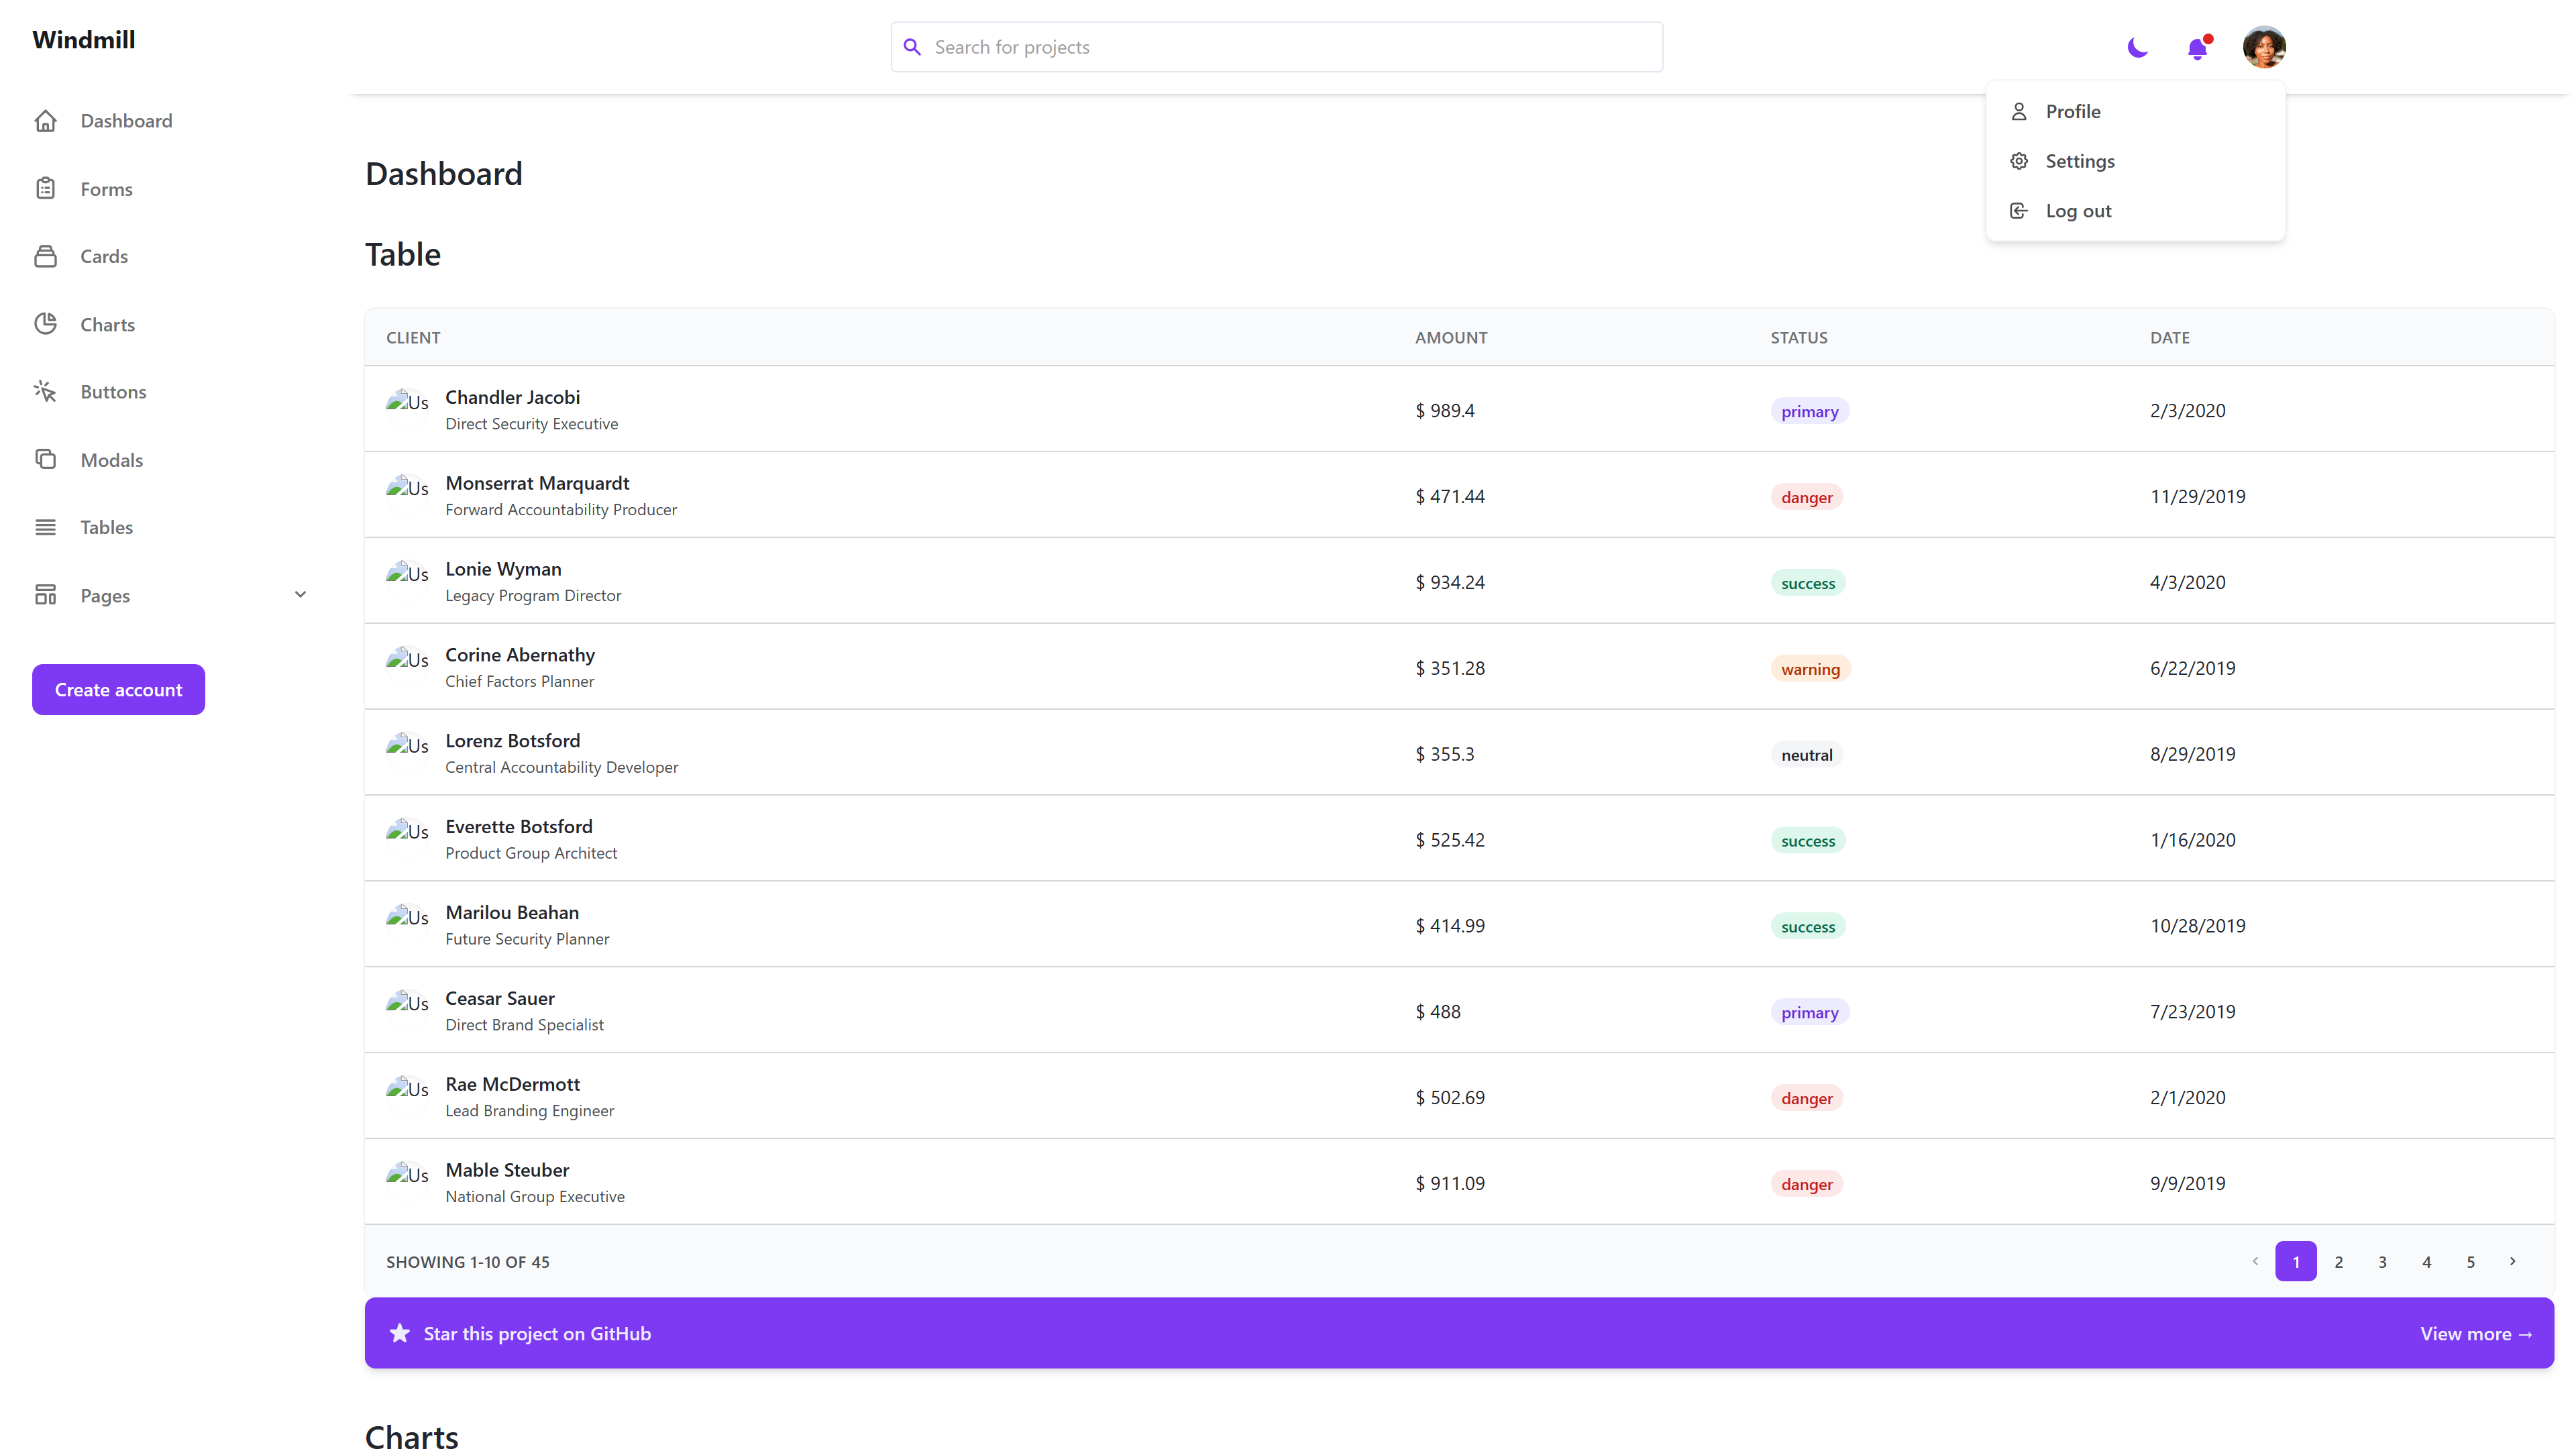 Windmill
Search for projects
Profile
Settings
Log out
Dashboard
Forms
Cards
Charts
Buttons
Modals
Tables
Pages
Create account
Dashboard
Table
CLIENT AMOUNT STATUS DATE
Us Chandler Jacobi
Direct Security Executive
$ 989.4 primary 2/3/2020
Us Monserrat Marquardt
Forward Accountability Producer
$ 471.44 danger 11/29/2019
Us Lonie Wyman
Legacy Program Director
$ 934.24 success 4/3/2020
Us Corine Abernathy
Chief Factors Planner
$ 351.28 warning 6/22/2019
Us Lorenz Botsford
Central Accountability Developer
$ 355.3 neutral 8/29/2019
Us Everette Botsford
Product Group Architect
$ 525.42 success 1/16/2020
Us Marilou Beahan
Future Security Planner
$ 414.99 success 10/28/2019
Us Ceasar Sauer
Direct Brand Specialist
$ 488 primary 7/23/2019
Us Rae McDermott
Lead Branding Engineer
$ 502.69 danger 2/1/2020
Us Mable Steuber
National Group Executive
$ 911.09 danger 9/9/2019
SHOWING 1-10 OF 45 1 2 3 4 5
Star this project on GitHub View more →
Charts